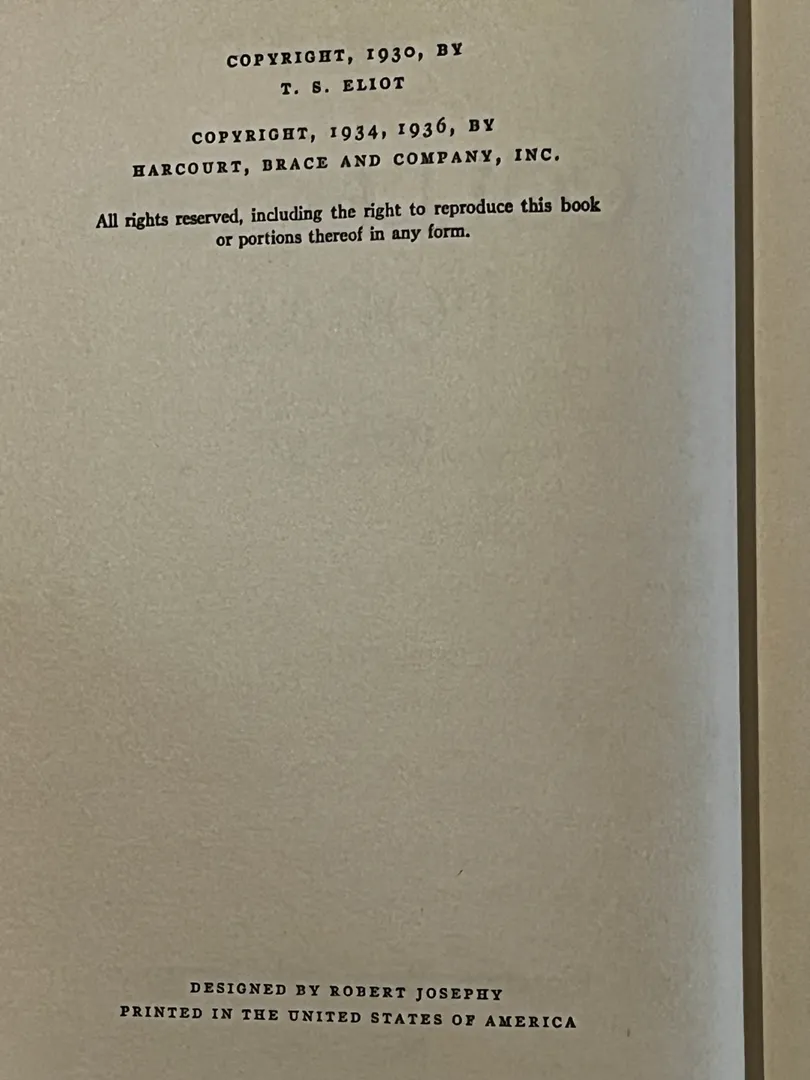 COPYRIGHT, 1930, BY
T. S. ELIOT
COPYRIGHT, 1934, 1936, BY
HARCOURT, BRACE AND COMPANY, INC.
All rights reserved, including the right to reproduce this book
or portions thereof in any form.
DESIGNED BY ROBERT JOSEPHY
PRINTED IN THE UNITED STATES OF AMERICA